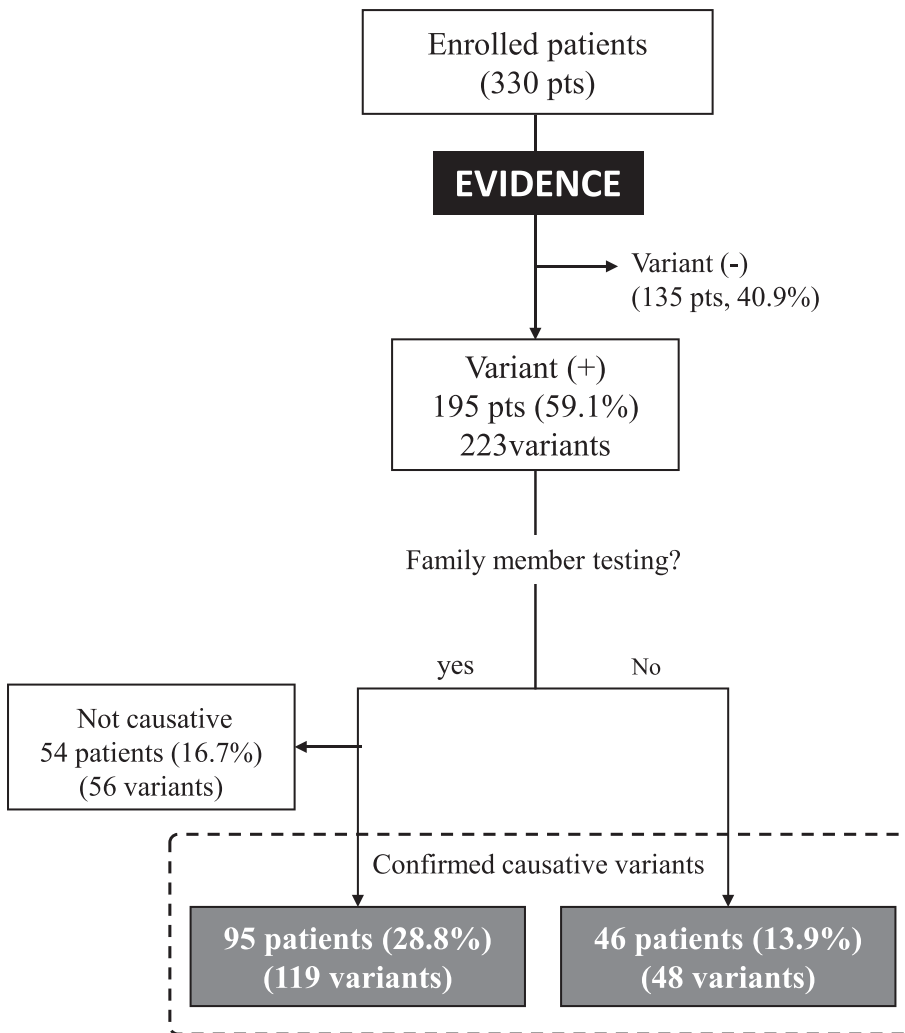 Enrolled patients
(330 pts)
EVIDENCE
Variant (-)
(135 pts, 40.9%)
Variant (+)
195 pts (59.1%)
223variants
Family member testing?
yes
No
Not causative
54 patients (16.7%)
(56 variants)
Confirmed causative variants
95 patients (28.8%)
(119 variants)
46 patients (13.9%)
(48 variants)